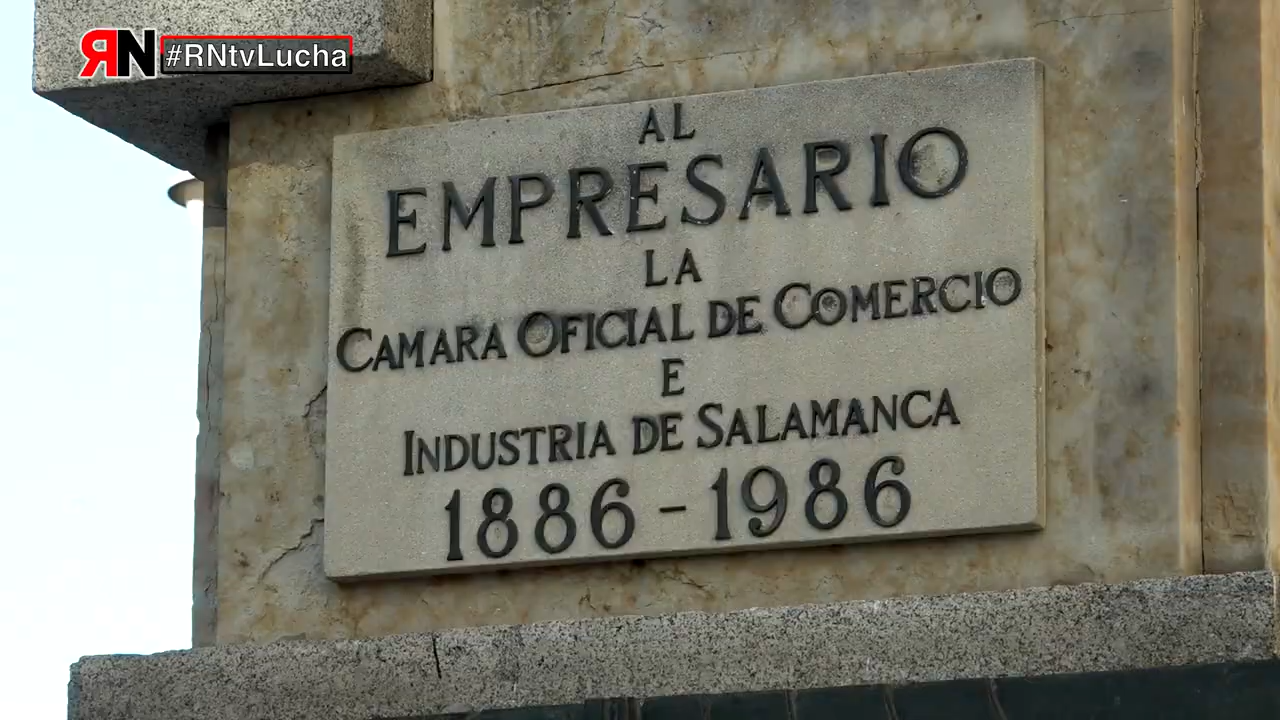 RN #RNtvLucha
AL
EMPRESARIO
LA
CAMARA OFICIAL DE COMERCIO
E
INDUSTRIA DE SALAMANCA
1886 - 1986